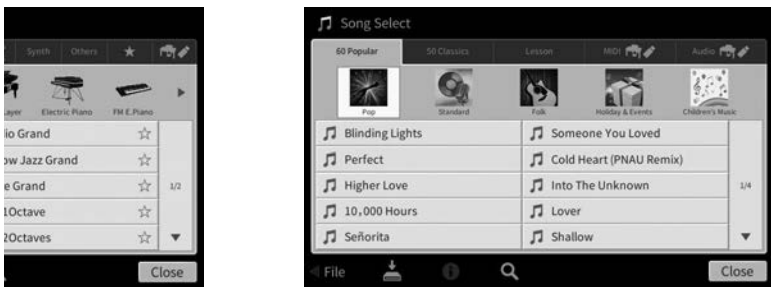 Synth Others
Layer Electric Piano FM E.Piano
io Grand
ow Jazz Grand
e Grand
1/2
1Octave
2Octaves
Close
Song Select
60 Popular 50 Classics Lesson MIDI Audio
Pop Standard Folk Holiday & Events Children's Music
Blinding Lights Someone You Loved
Perfect Cold Heart (PNAU Remix)
Higher Love Into The Unknown 1/4
10,000 Hours Lover
Señorita Shallow
File Close